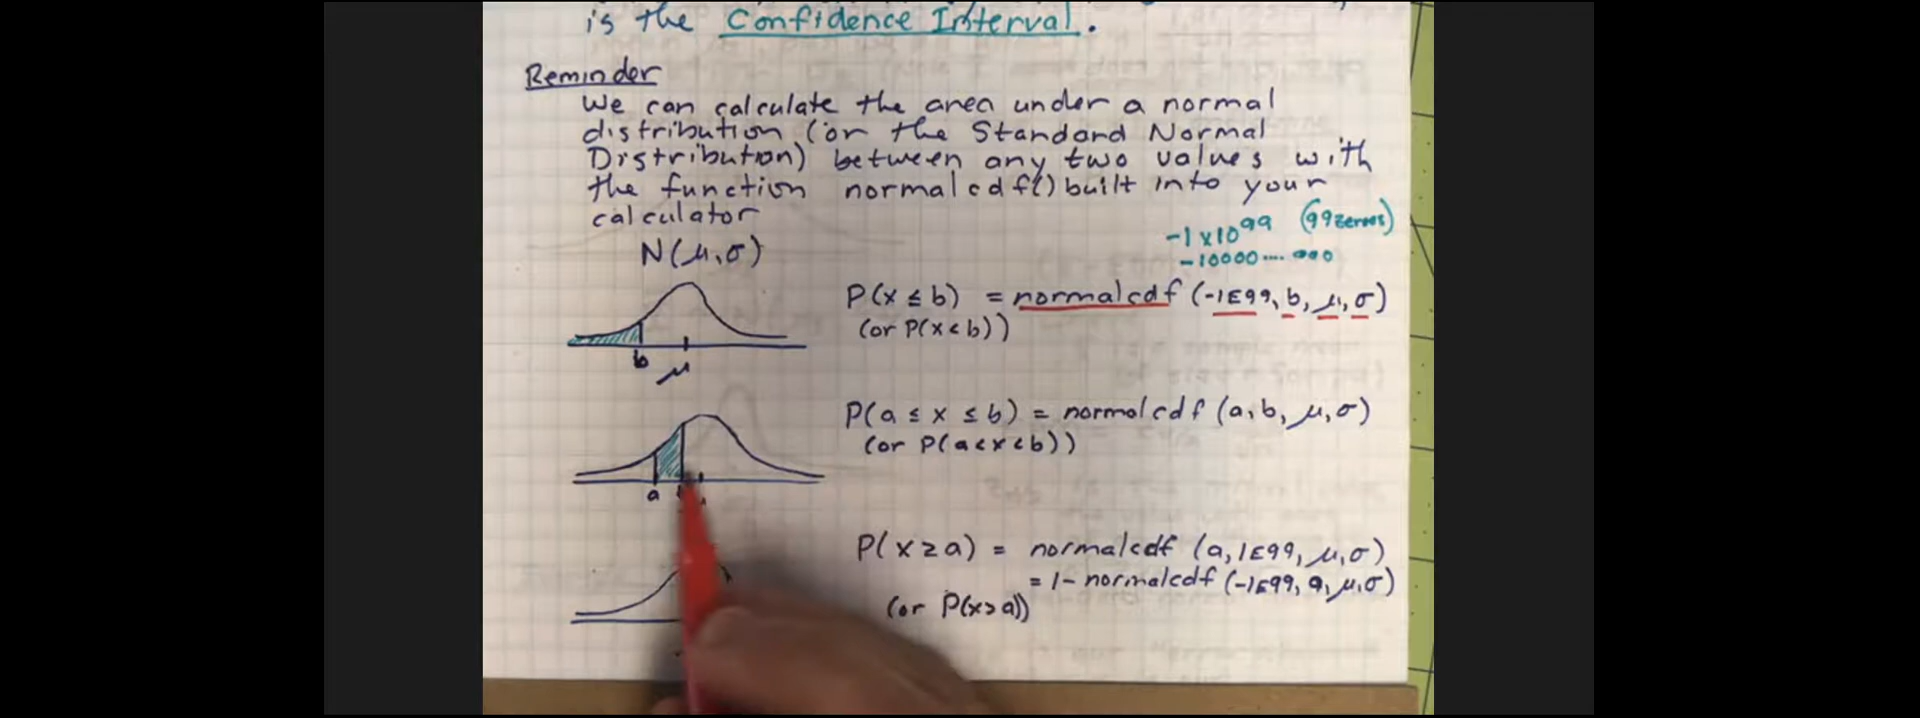 is the Confidence Interval.
Reminder
We can calculate the area under a normal
distribution (or the Standard Normal
Distribution) between any two values with
the function normalcdf() built into your
calculator
-1x10^99 (99 zeroes)
-10000....000
N(μ,σ)
P(x ≤ b) = normalcdf (-1E99, b, μ, σ)
(or P(x < b))
b
μ
P(a ≤ x ≤ b) = normalcdf (a, b, μ, σ)
(or P(a<x<b))
a
P(x ≥ a) = normalcdf (a, 1E99, μ, σ)
= 1- normalcdf (-1E99, a, μ, σ)
(or P(x>a))